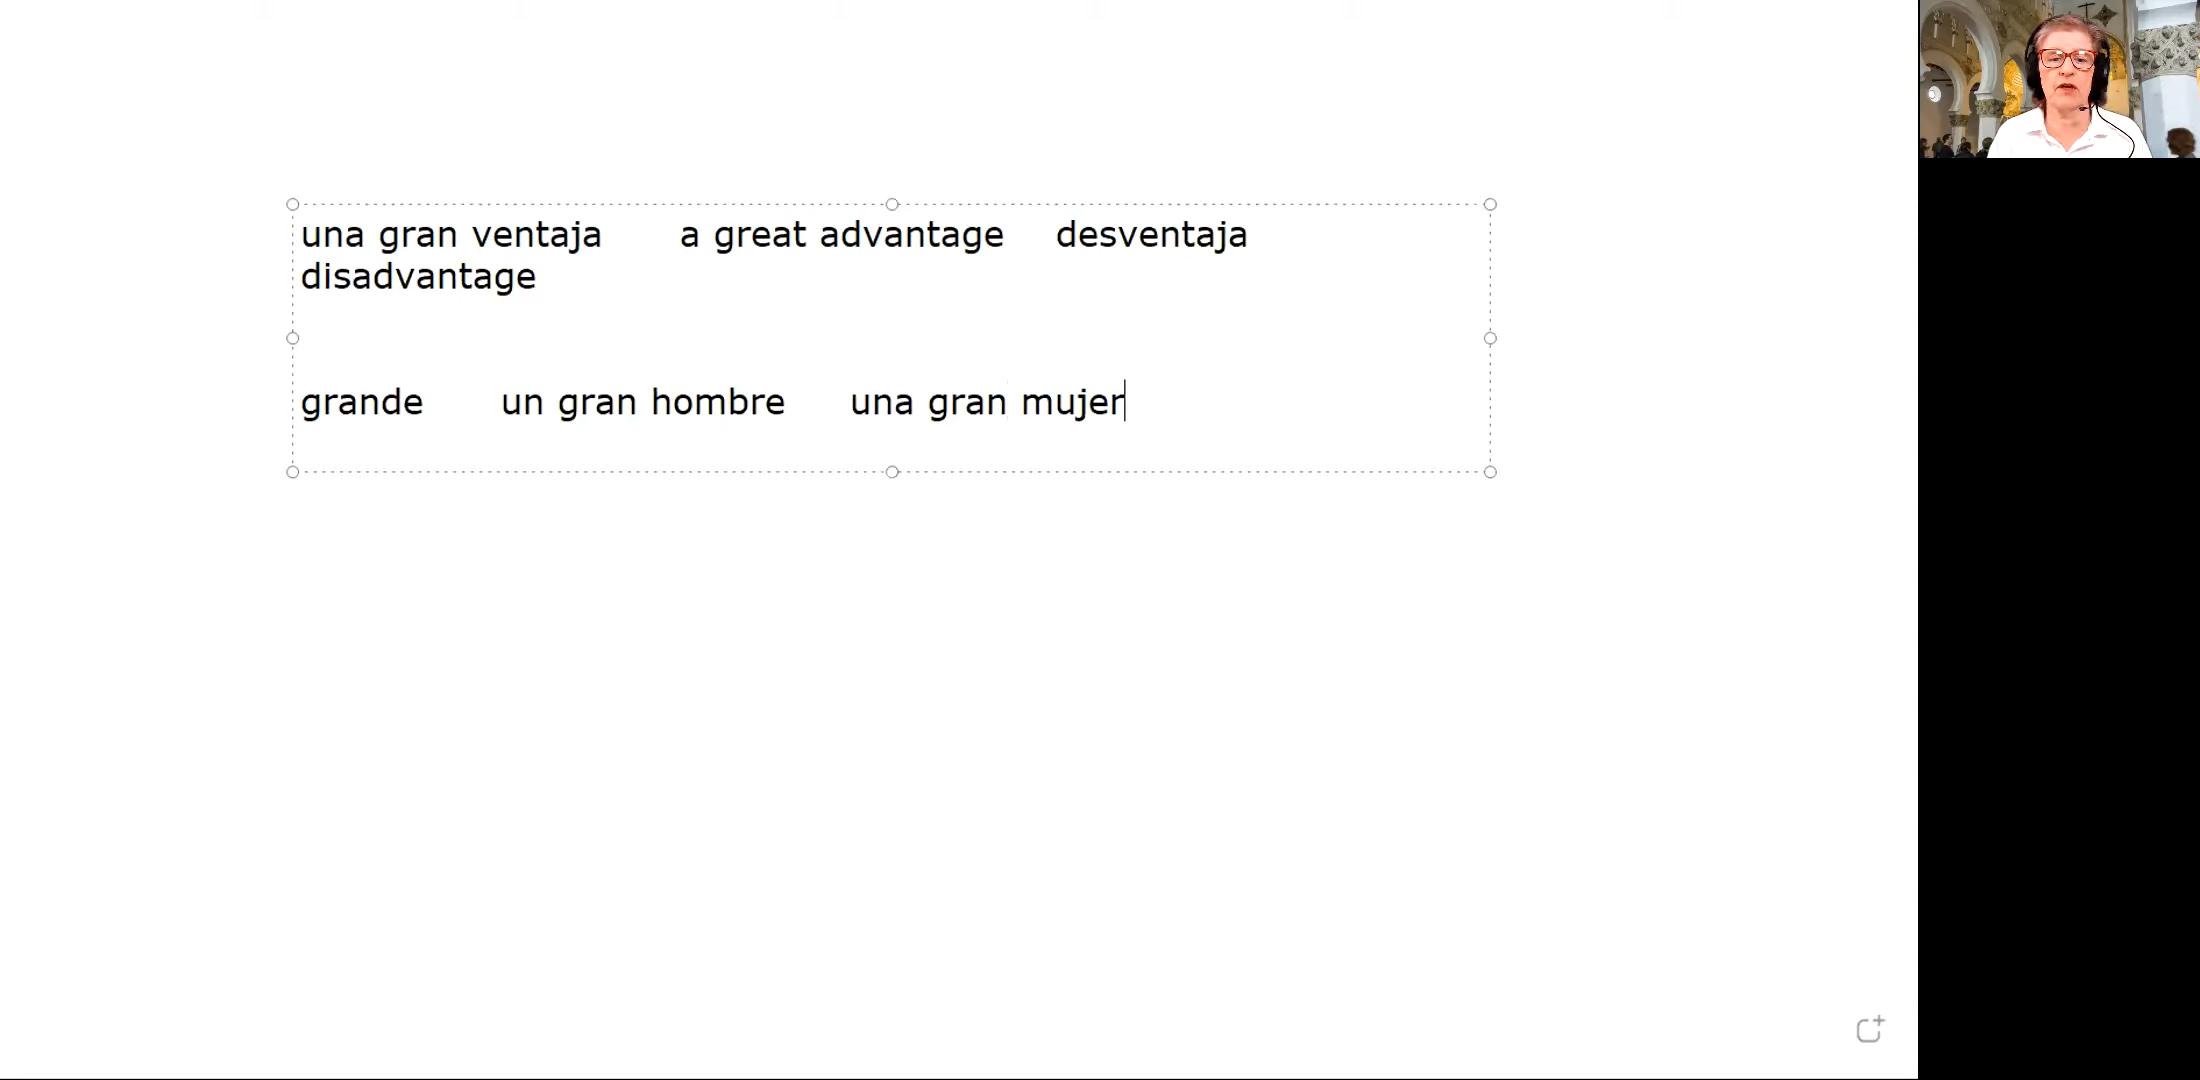 una gran ventaja a great advantage desventaja
disadvantage
grande un gran hombre una gran mujer